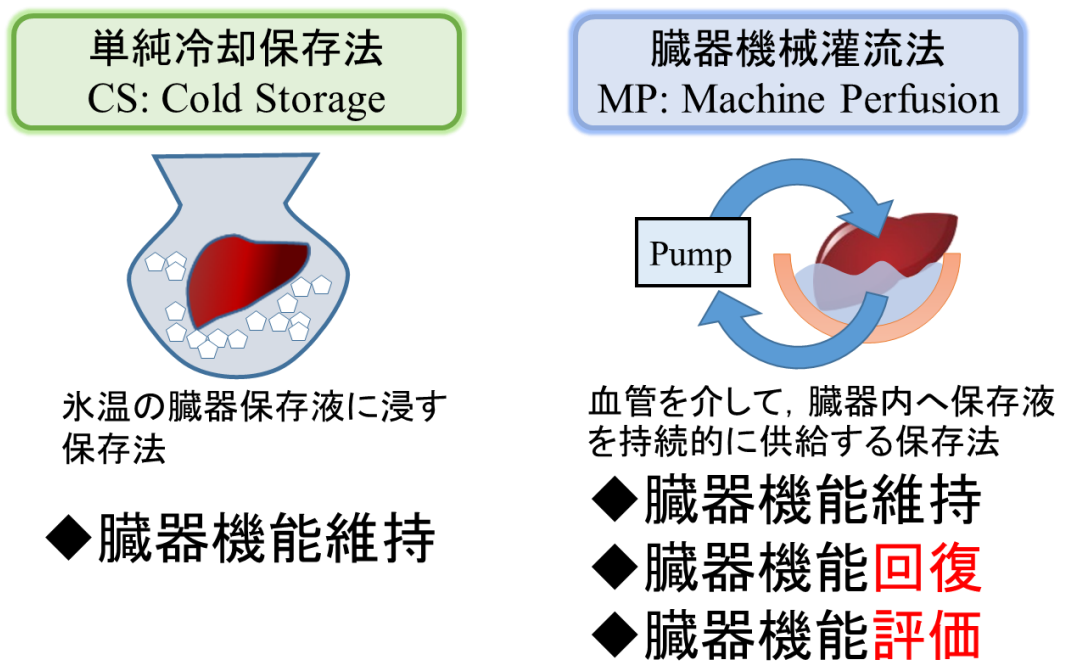 単純冷却保存法
CS: Cold Storage
氷温の臓器保存液に浸す
保存法
◆臓器機能維持
臓器機械灌流法
MP: Machine Perfusion
Pump
血管を介して，臓器内へ保存液
を持続的に供給する保存法
◆臓器機能維持
◆臓器機能回復
◆臓器機能評価